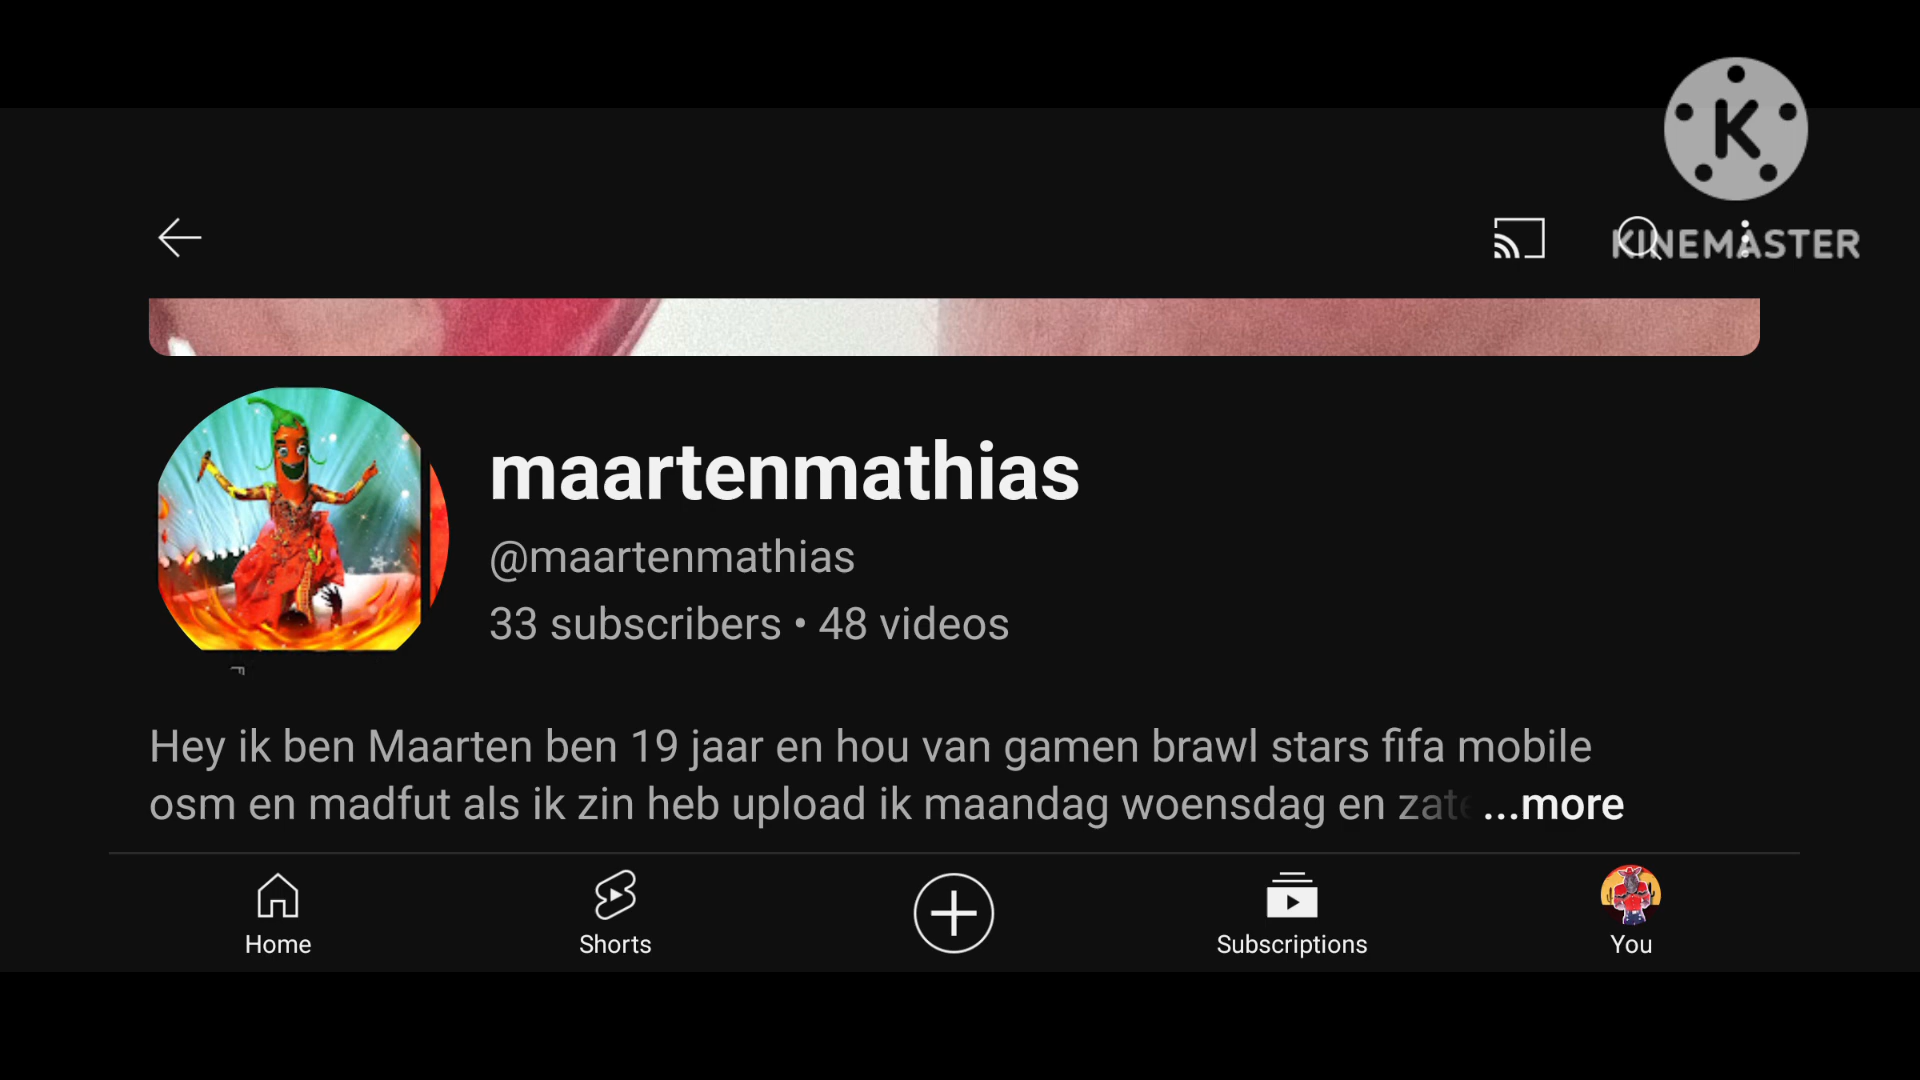 K
KINEMASTER
maartenmathias
@maartenmathias
33 subscribers • 48 videos
Hey ik ben Maarten ben 19 jaar en hou van gamen brawl stars fifa mobile
osm en madfut als ik zin heb upload ik maandag woensdag en zate ...more
Home
Shorts
Subscriptions
You